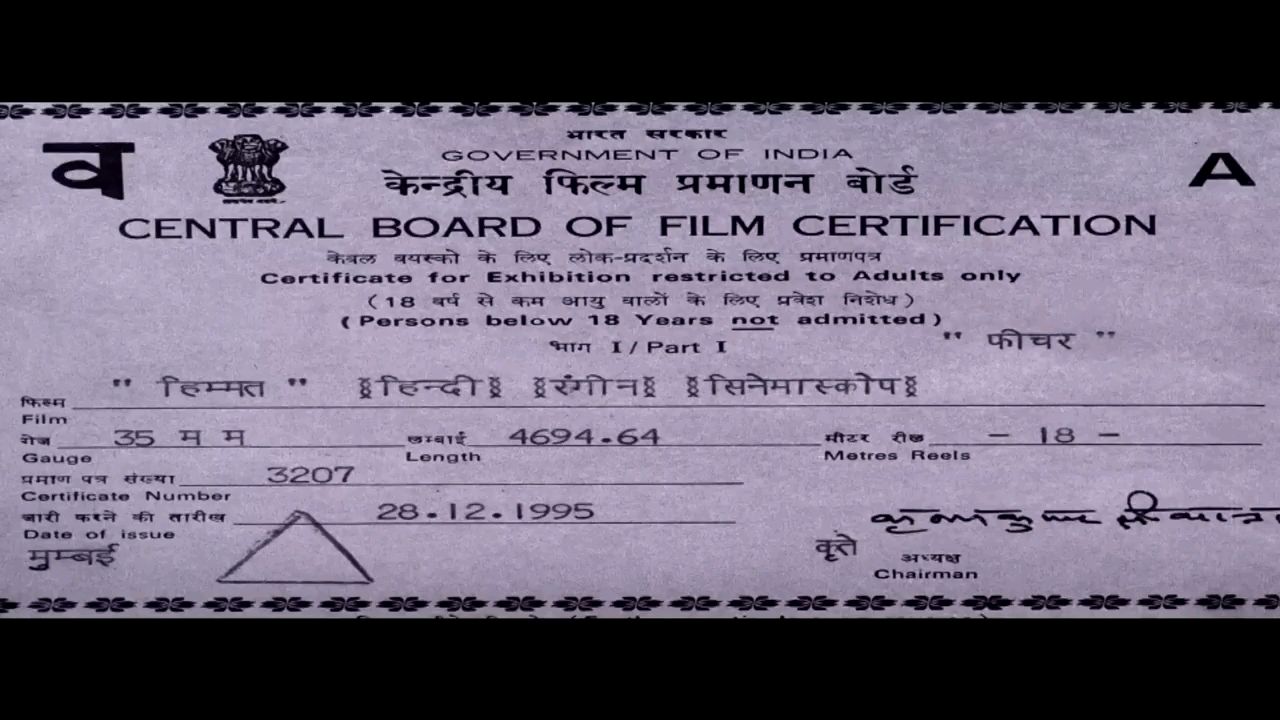 भारत सरकार
व
GOVERNMENT OF INDIA
A
केन्द्रीय फिल्म प्रमाणन बोर्ड
CENTRAL BOARD OF FILM CERTIFICATION
केवल वयस्को के लिए लोक-प्रदर्शन के लिए प्रमाणपत्र
Certificate for Exhibition restricted to Adults only
(18 वर्ष से कम आयु वालों के लिए प्रवेश निशेध)
(Persons below 18 Years not admitted)
भाग I / Part I " फीचर "
फिल्म " हिम्मत " हिन्दी रंगीन सिनेमास्कोप
Film
गेज 35 म म लम्बाई 4694.64 मीटर रील – 18 –
Gauge Length Metres Reels
प्रमाण पत्र संख्या 3207
Certificate Number
जारी करने की तारीख 28.12.1995
Date of issue
मुम्बई कृते अध्यक्ष
Chairman